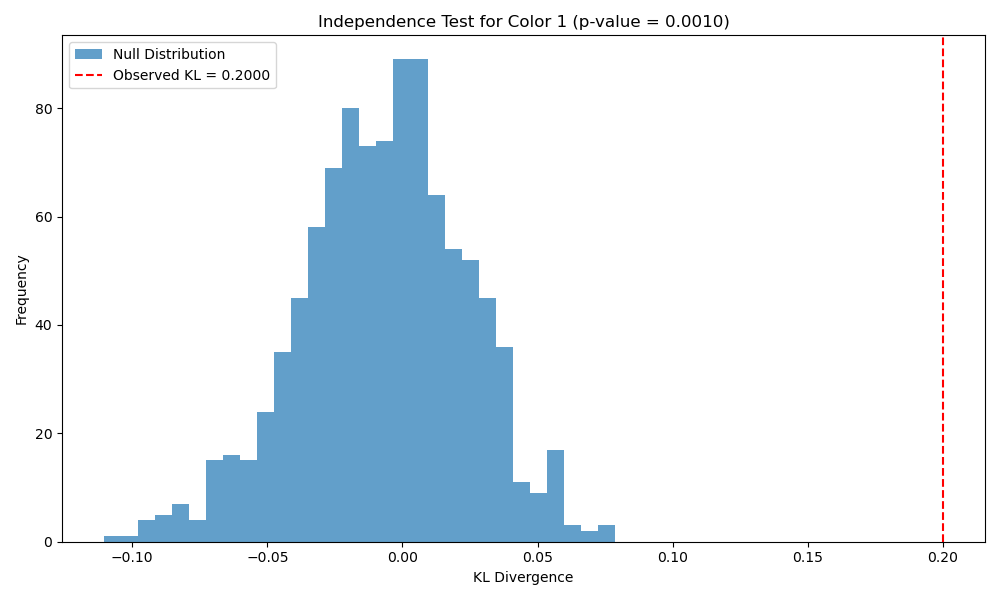 Independence Test for Color 1 (p-value = 0.0010)
Null Distribution
Observed KL = 0.2000
Frequency
80
60
40
20
0
−0.10
−0.05
0.00
0.05
0.10
0.15
0.20
KL Divergence